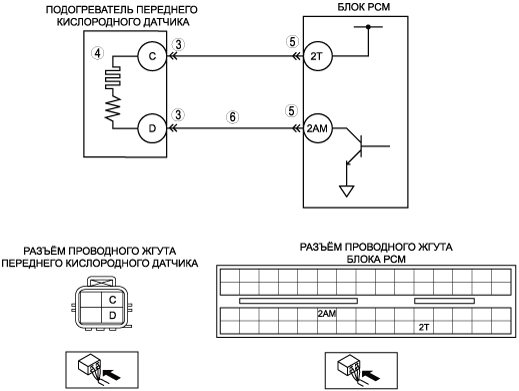 ПОДОГРЕВАТЕЛЬ ПЕРЕДНЕГО
КИСЛОРОДНОГО ДАТЧИКА
БЛОК PCM
4
C
3
5
2T
D
3
6
5
2AM
РАЗЪЁМ ПРОВОДНОГО ЖГУТА
ПЕРЕДНЕГО КИСЛОРОДНОГО ДАТЧИКА
C
D
РАЗЪЁМ ПРОВОДНОГО ЖГУТА
БЛОКА PCM
2AM
2T